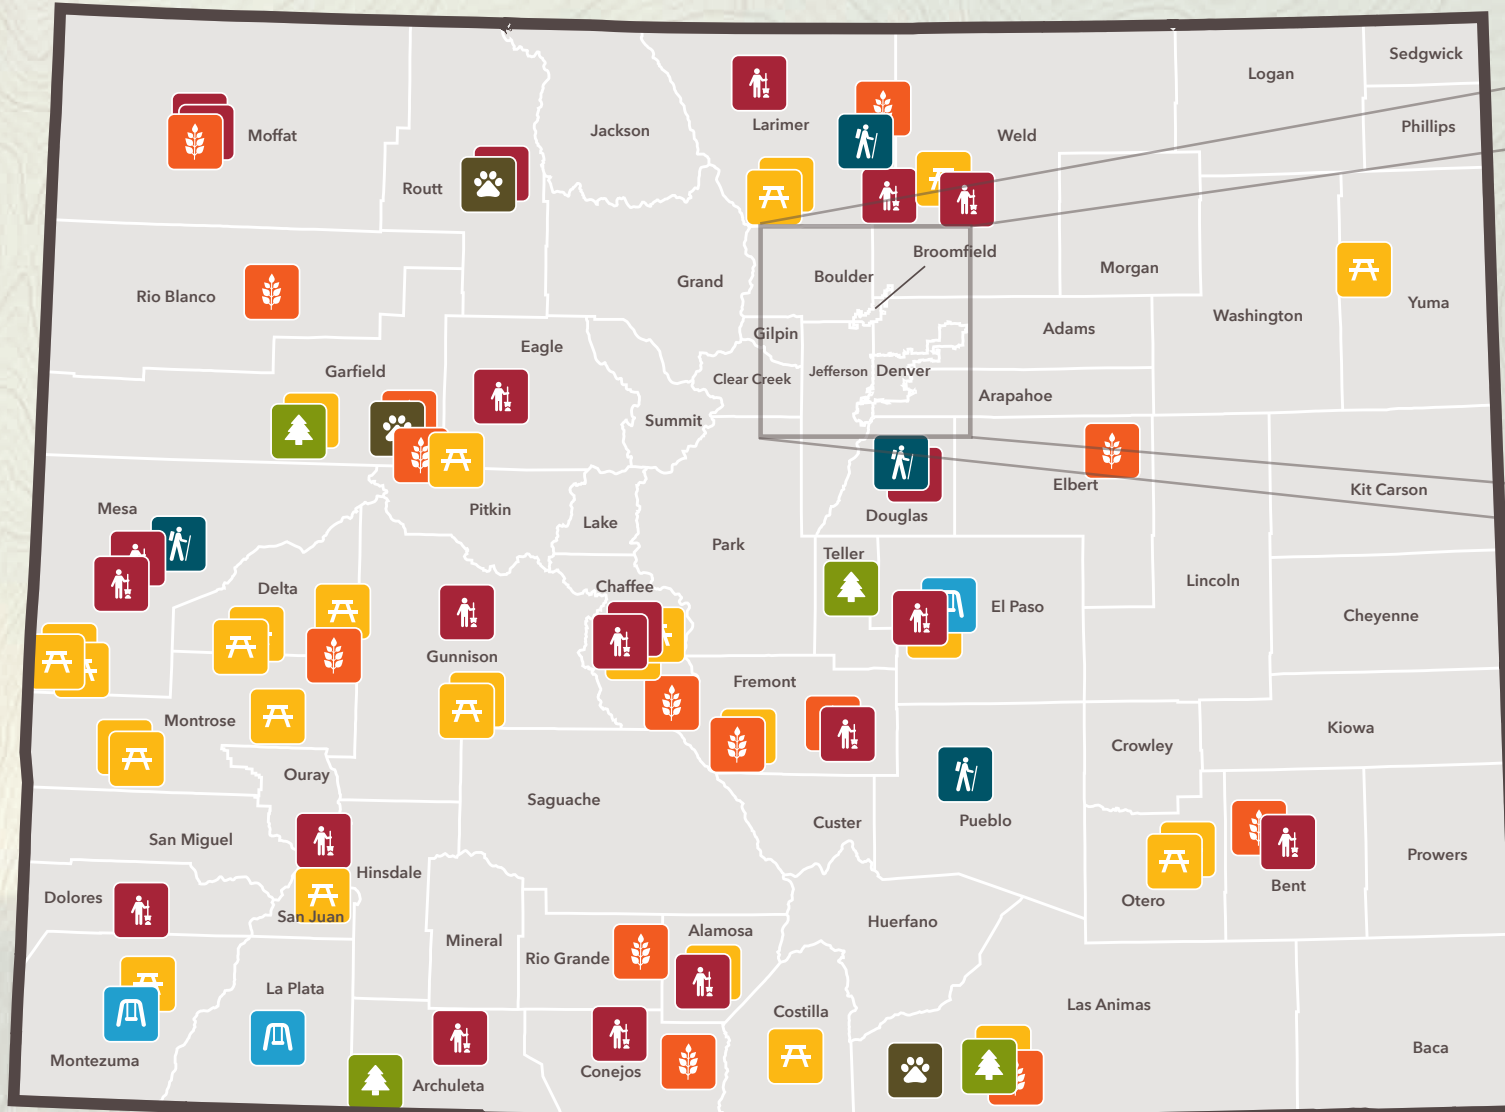 Sedgwick
Logan
Larimer
Jackson
Weld
Phillips
Moffat
Routt
Broomfield
Boulder
Morgan
Grand
Rio Blanco
Yuma
Washington
Adams
Gilpin
Eagle
Garfield
Jefferson
Denver
Clear Creek
Arapahoe
Summit
Elbert
Kit Carson
Mesa
Pitkin
Lake
Douglas
Park
Teller
Lincoln
Delta
Chaffee
El Paso
Cheyenne
Gunnison
Fremont
Montrose
Kiowa
Crowley
Ouray
Saguache
Custer
Pueblo
San Miguel
Prowers
Hinsdale
Bent
Dolores
Otero
San Juan
Huerfano
Alamosa
Mineral
Rio Grande
La Plata
Las Animas
Costilla
Baca
Montezuma
Conejos
Archuleta